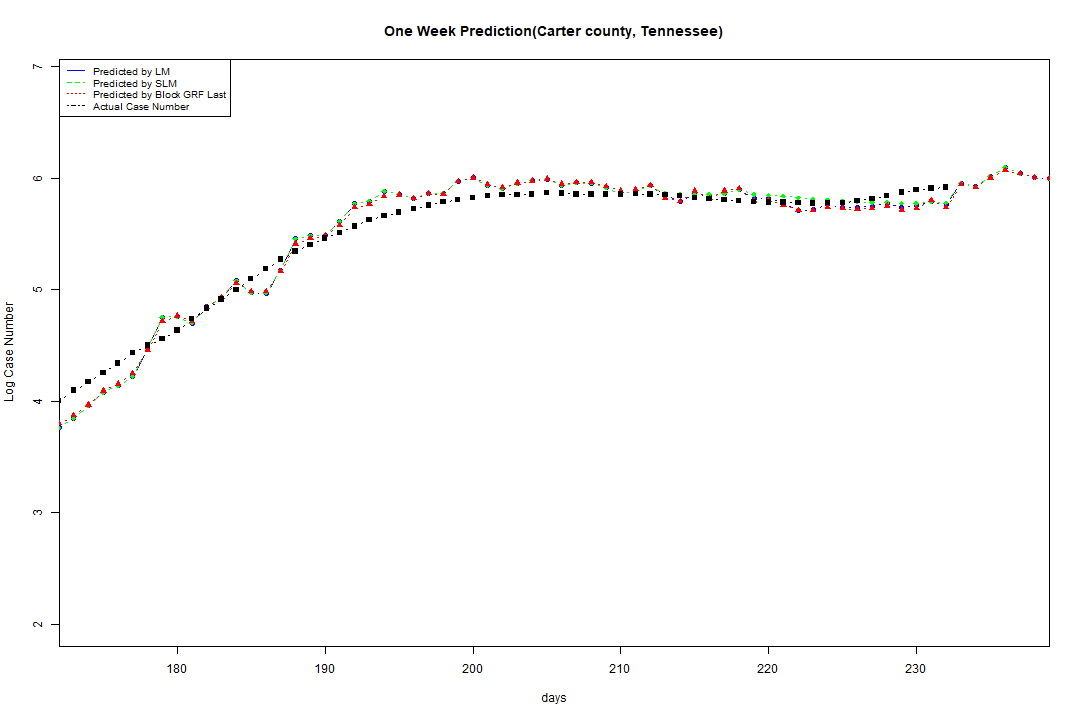 One Week Prediction(Carter county, Tennessee)
Predicted by LM
Predicted by SLM
Predicted by Block GRF Last
Actual Case Number
7
6
5
4
3
2
Log Case Number
180 190 200 210 220 230
days